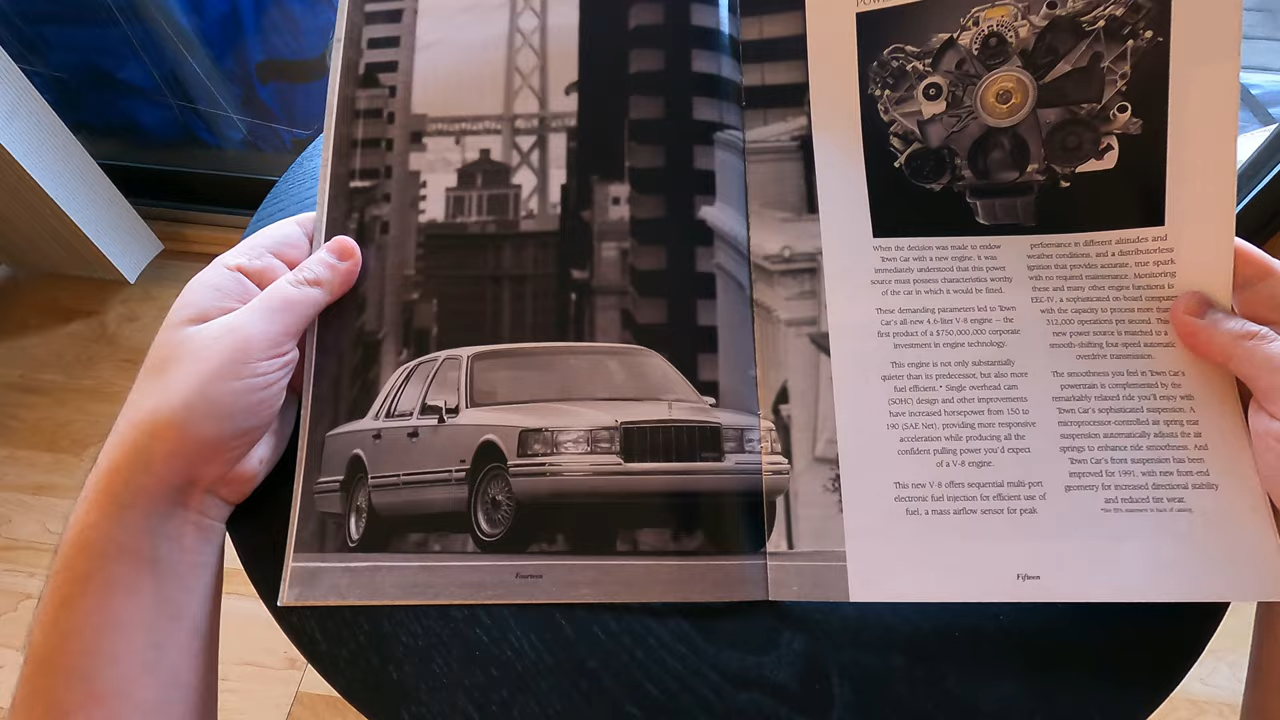 Fourteen
When the decision was made to endow
Town Car with a new engine, it was
immediately understood that this power
source must possess characteristics worthy
of the car in which it would be fitted.
These demanding parameters led to Town
Car's all-new 4.6-liter V-8 engine — the
first product of a $750,000,000 corporate
investment in engine technology.
This engine is not only substantially
quieter than its predecessor, but also more
fuel efficient.* Single overhead cam
(SOHC) design and other improvements
have increased horsepower from 150 to
190 (SAE Net), providing more responsive
acceleration while producing all the
confident pulling power you'd expect
of a V-8 engine.
This new V-8 offers sequential multi-port
electronic fuel injection for efficient use of
fuel, a mass airflow sensor for peak
performance in different altitudes and
weather conditions, and a distributorless
ignition that provides accurate, true spark
with no required maintenance. Monitoring
these and many other engine functions is
EEC-IV, a sophisticated on-board computer
with the capacity to process more than
312,000 operations per second. This
new power source is matched to a
smooth-shifting four-speed automatic
overdrive transmission.
The smoothness you feel in Town Car's
powertrain is complemented by the
remarkably relaxed ride you'll enjoy with
Town Car's sophisticated suspension. A
microprocessor-controlled air spring rear
suspension automatically adjusts the air
springs to enhance ride smoothness. And
Town Car's front suspension has been
improved for 1991, with new front-end
geometry for increased directional stability
and reduced tire wear.
*See EPA statement in back of catalog.
Fifteen